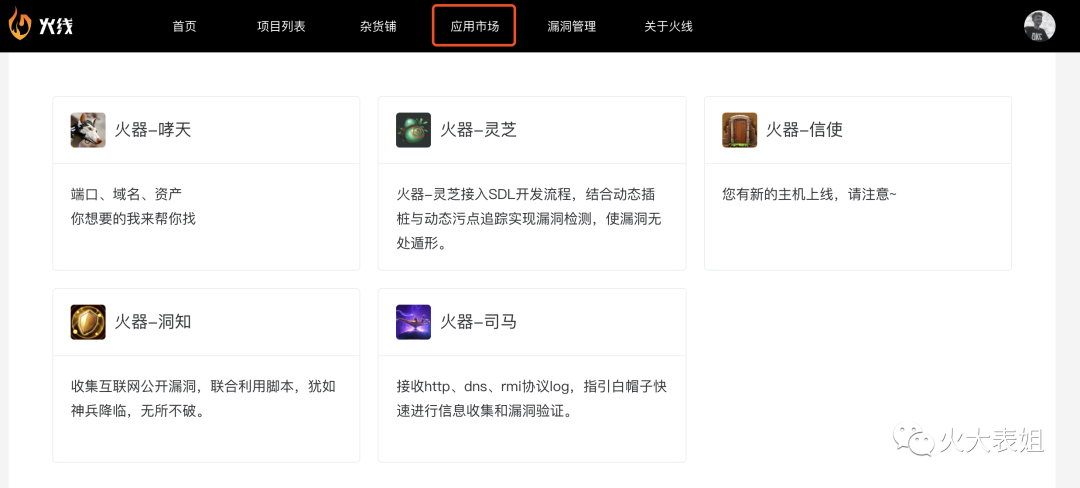 火线 首页 项目列表 杂货铺 应用市场 漏洞管理 关于火线
火器-哮天
端口、域名、资产
你想要的我来帮你找
火器-灵芝
火器-灵芝接入SDL开发流程，结合动态插
桩与动态污点追踪实现漏洞检测，使漏洞无
处遁形。
火器-信使
您有新的主机上线，请注意~
火器-洞知
收集互联网公开漏洞，联合利用脚本，犹如
神兵降临，无所不破。
火器-司马
接收http、dns、rmi协议log，指引白帽子快
速进行信息收集和漏洞验证。
火大表姐